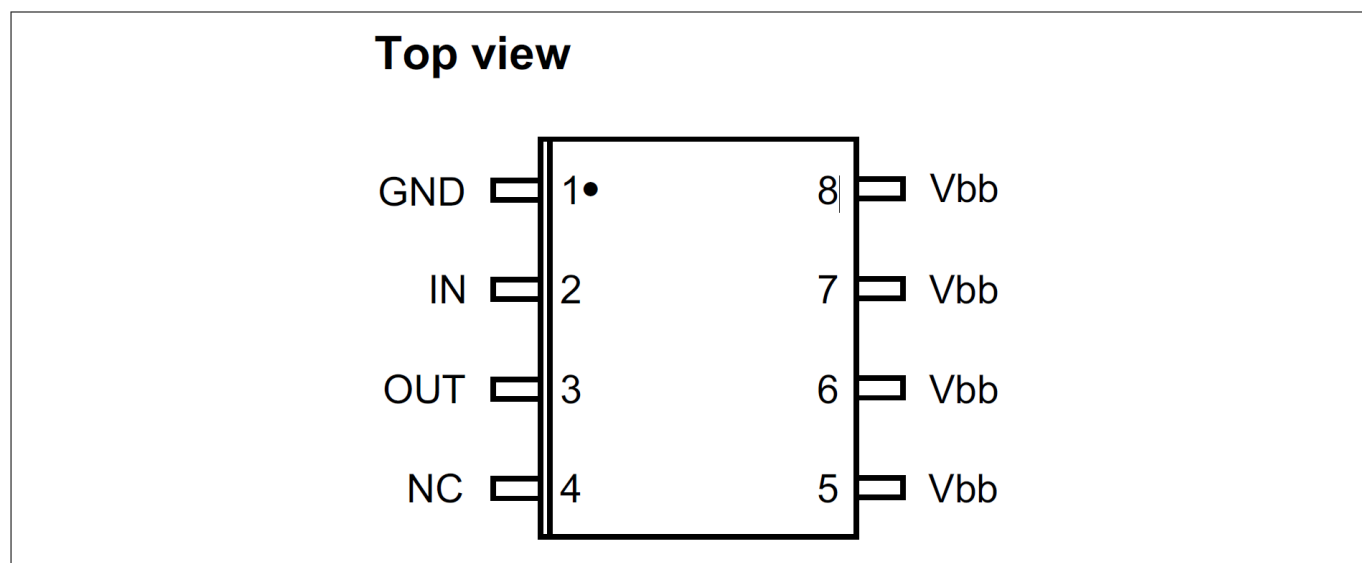 Top view
GND 1 8 Vbb
IN 2 7 Vbb
OUT 3 6 Vbb
NC 4 5 Vbb